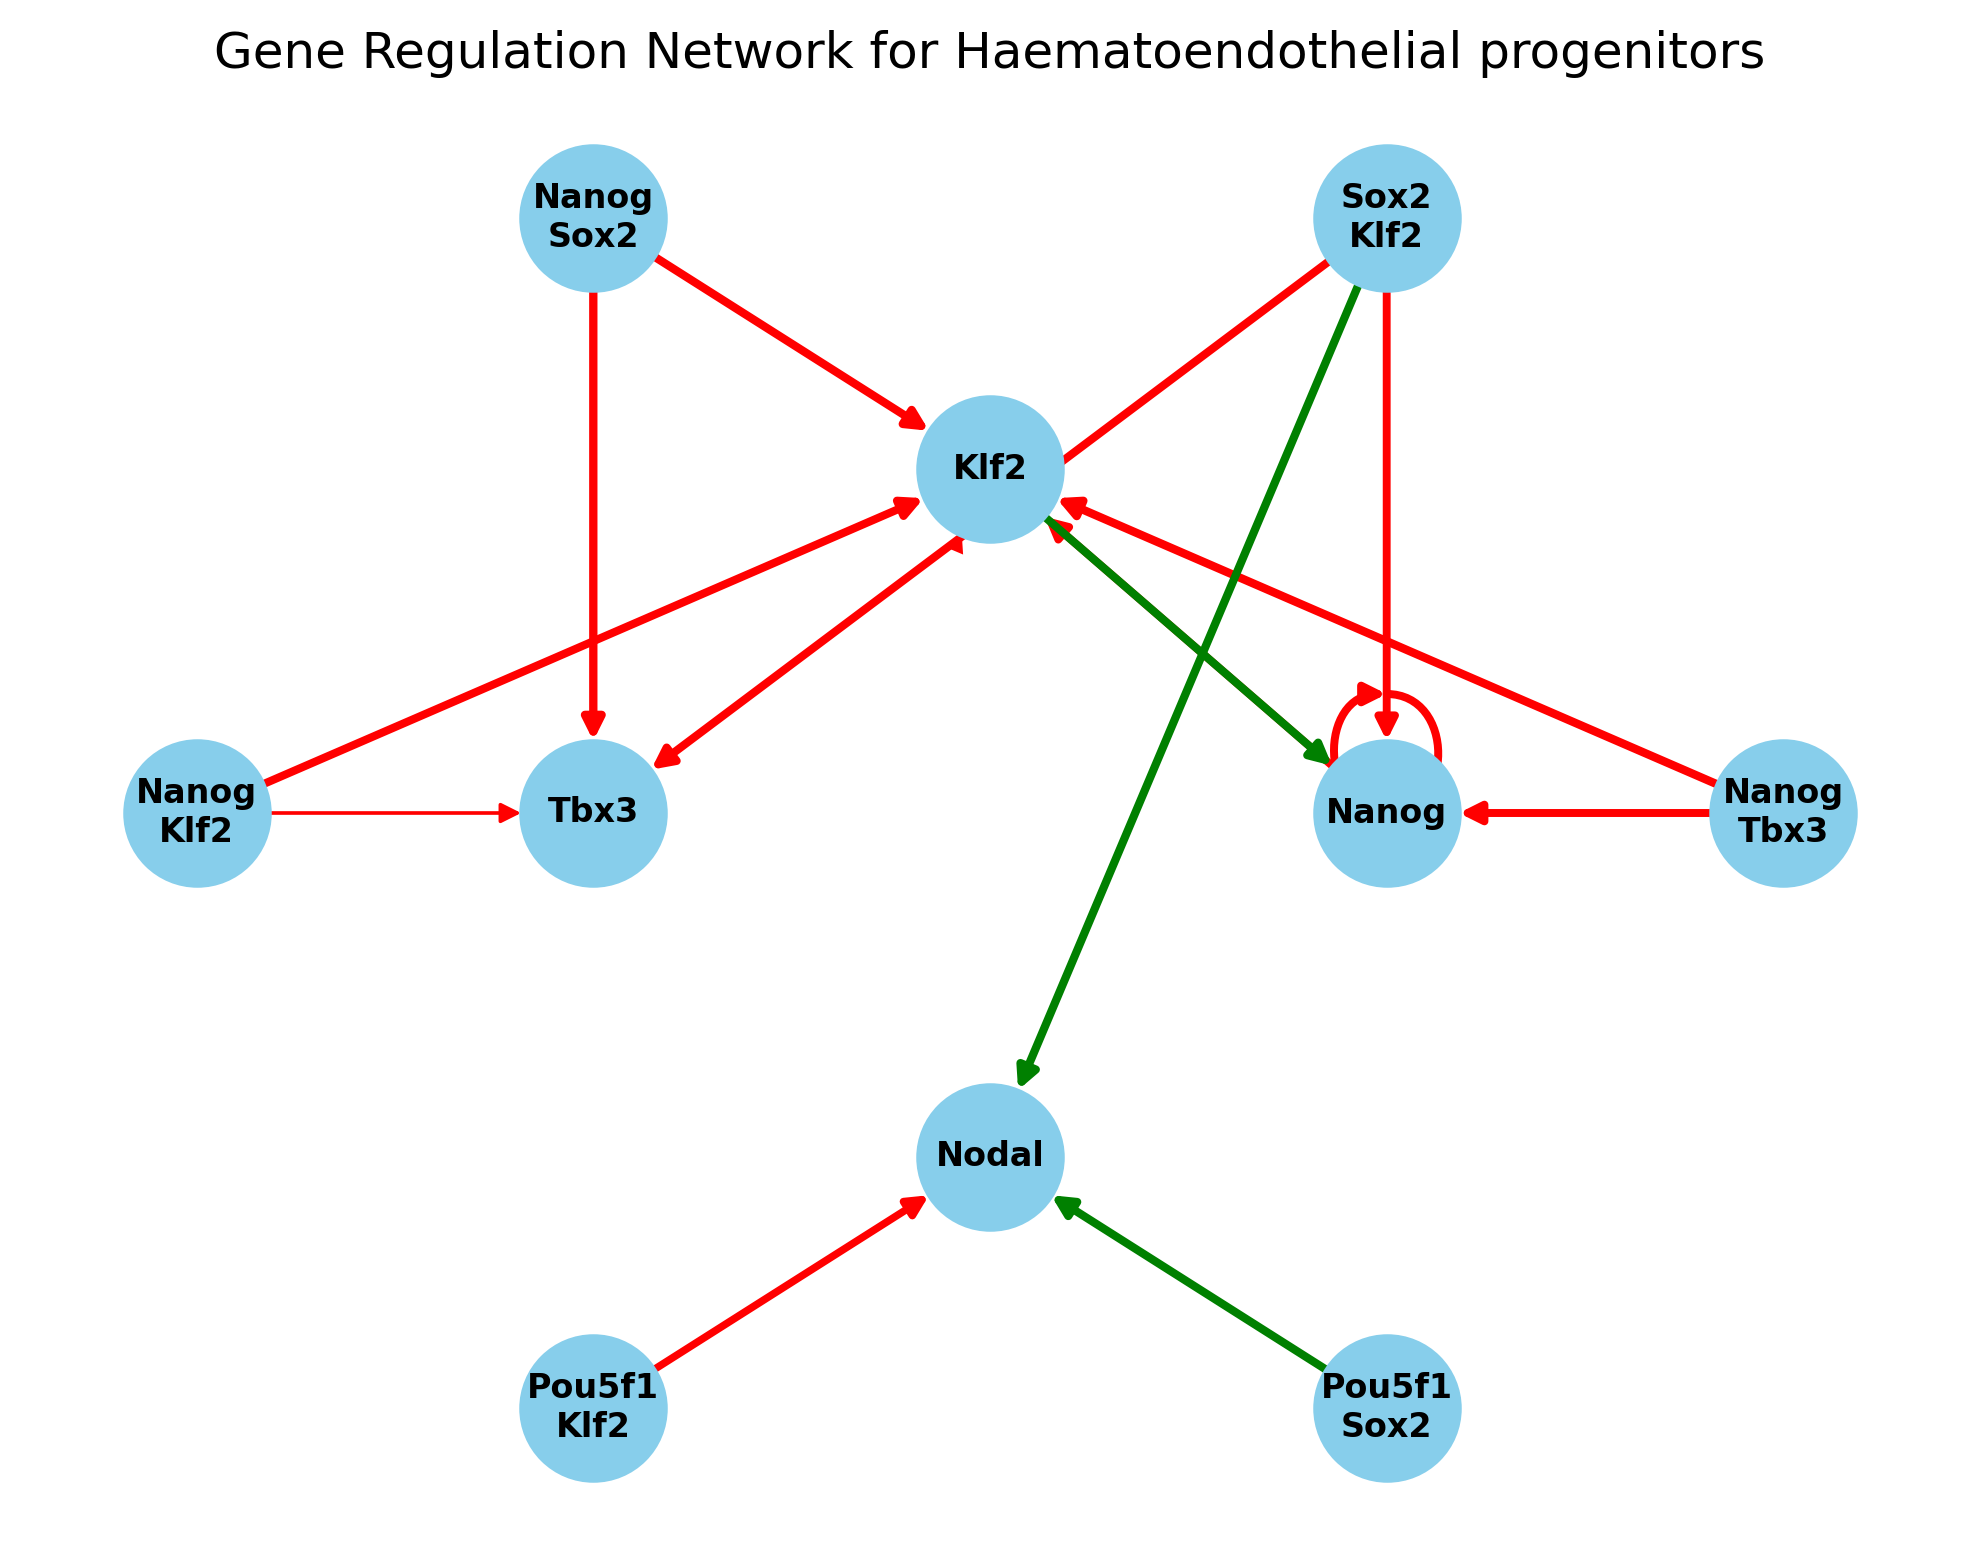 Gene Regulation Network for Haematoendothelial progenitors
Nanog
Sox2
Sox2
Klf2
Klf2
Nanog
Klf2
Tbx3
Nanog
Nanog
Tbx3
Nodal
Pou5f1
Klf2
Pou5f1
Sox2